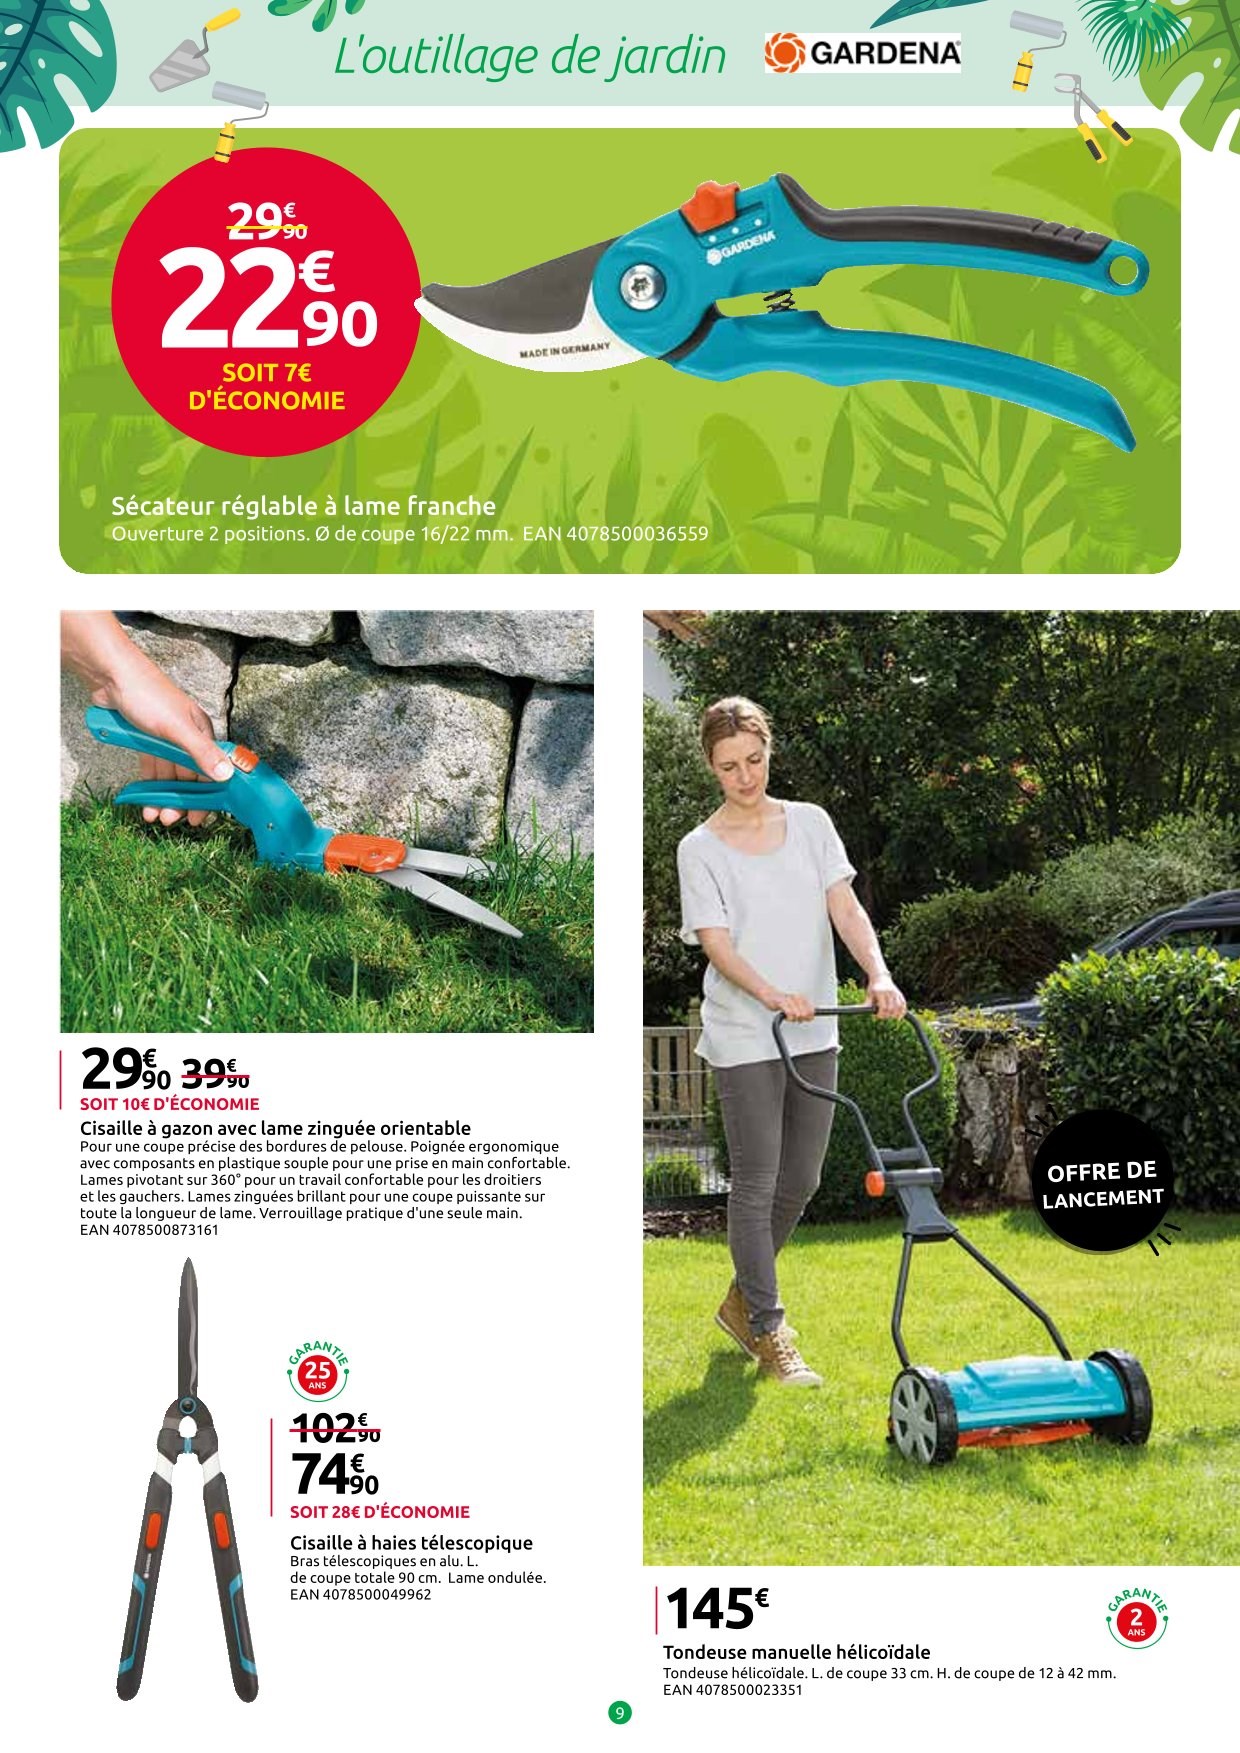 L'outillage de jardin
GARDENA
29€90
22€90
SOIT 7€
D'ÉCONOMIE
GARDENA
MADE IN GERMANY
Sécateur réglable à lame franche
Ouverture 2 positions. Ø de coupe 16/22 mm. EAN 4078500036559
29€90 39€90
SOIT 10€ D'ÉCONOMIE
Cisaille à gazon avec lame zinguée orientable
Pour une coupe précise des bordures de pelouse. Poignée ergonomique
avec composants en plastique souple pour une prise en main confortable.
Lames pivotant sur 360° pour un travail confortable pour les droitiers
et les gauchers. Lames zinguées brillant pour une coupe puissante sur
toute la longueur de lame. Verrouillage pratique d'une seule main.
EAN 4078500873161
GARANTIE
25
ANS
102€90
74€90
SOIT 28€ D'ÉCONOMIE
Cisaille à haies télescopique
Bras télescopiques en alu. L.
de coupe totale 90 cm. Lame ondulée.
EAN 4078500049962
GARDENA
OFFRE DE
LANCEMENT
145€
GARANTIE
2
ANS
Tondeuse manuelle hélicoïdale
Tondeuse hélicoïdale. L. de coupe 33 cm. H. de coupe de 12 à 42 mm.
EAN 4078500023351
9